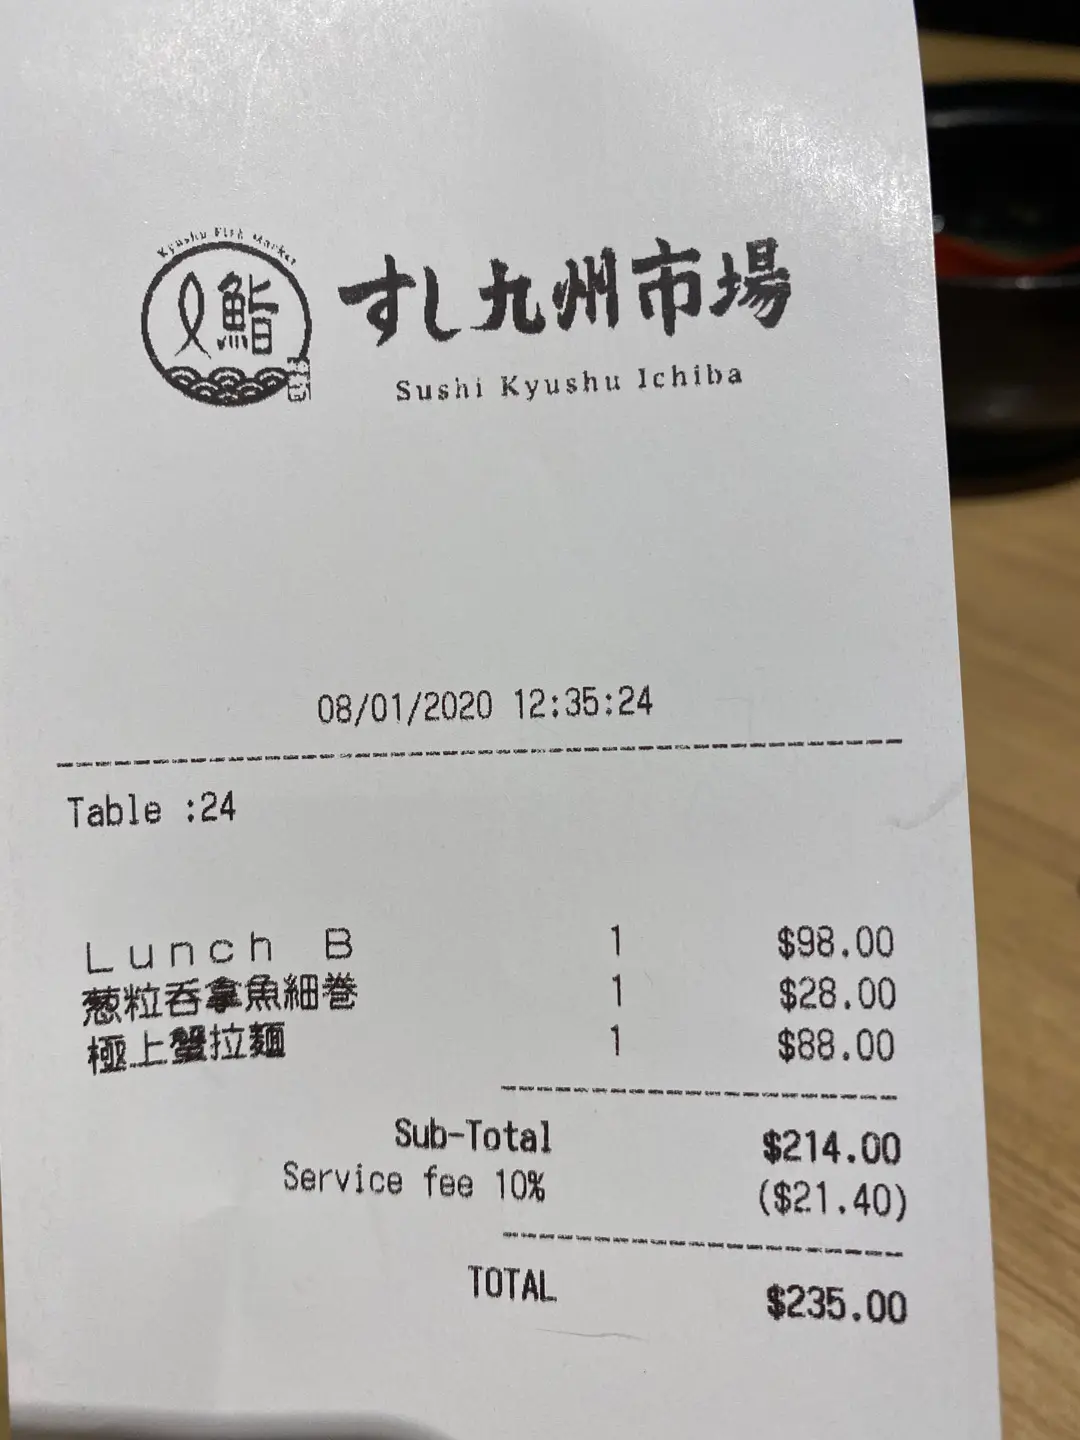 Kyushu Fish Market
鮨
すし九州市場
Sushi Kyushu Ichiba
08/01/2020 12:35:24
Table :24
Lunch B 1 $98.00
葱粒吞拿魚細巻 1 $28.00
極上蟹拉麵 1 $88.00
Sub-Total $214.00
Service fee 10% ($21.40)
TOTAL $235.00